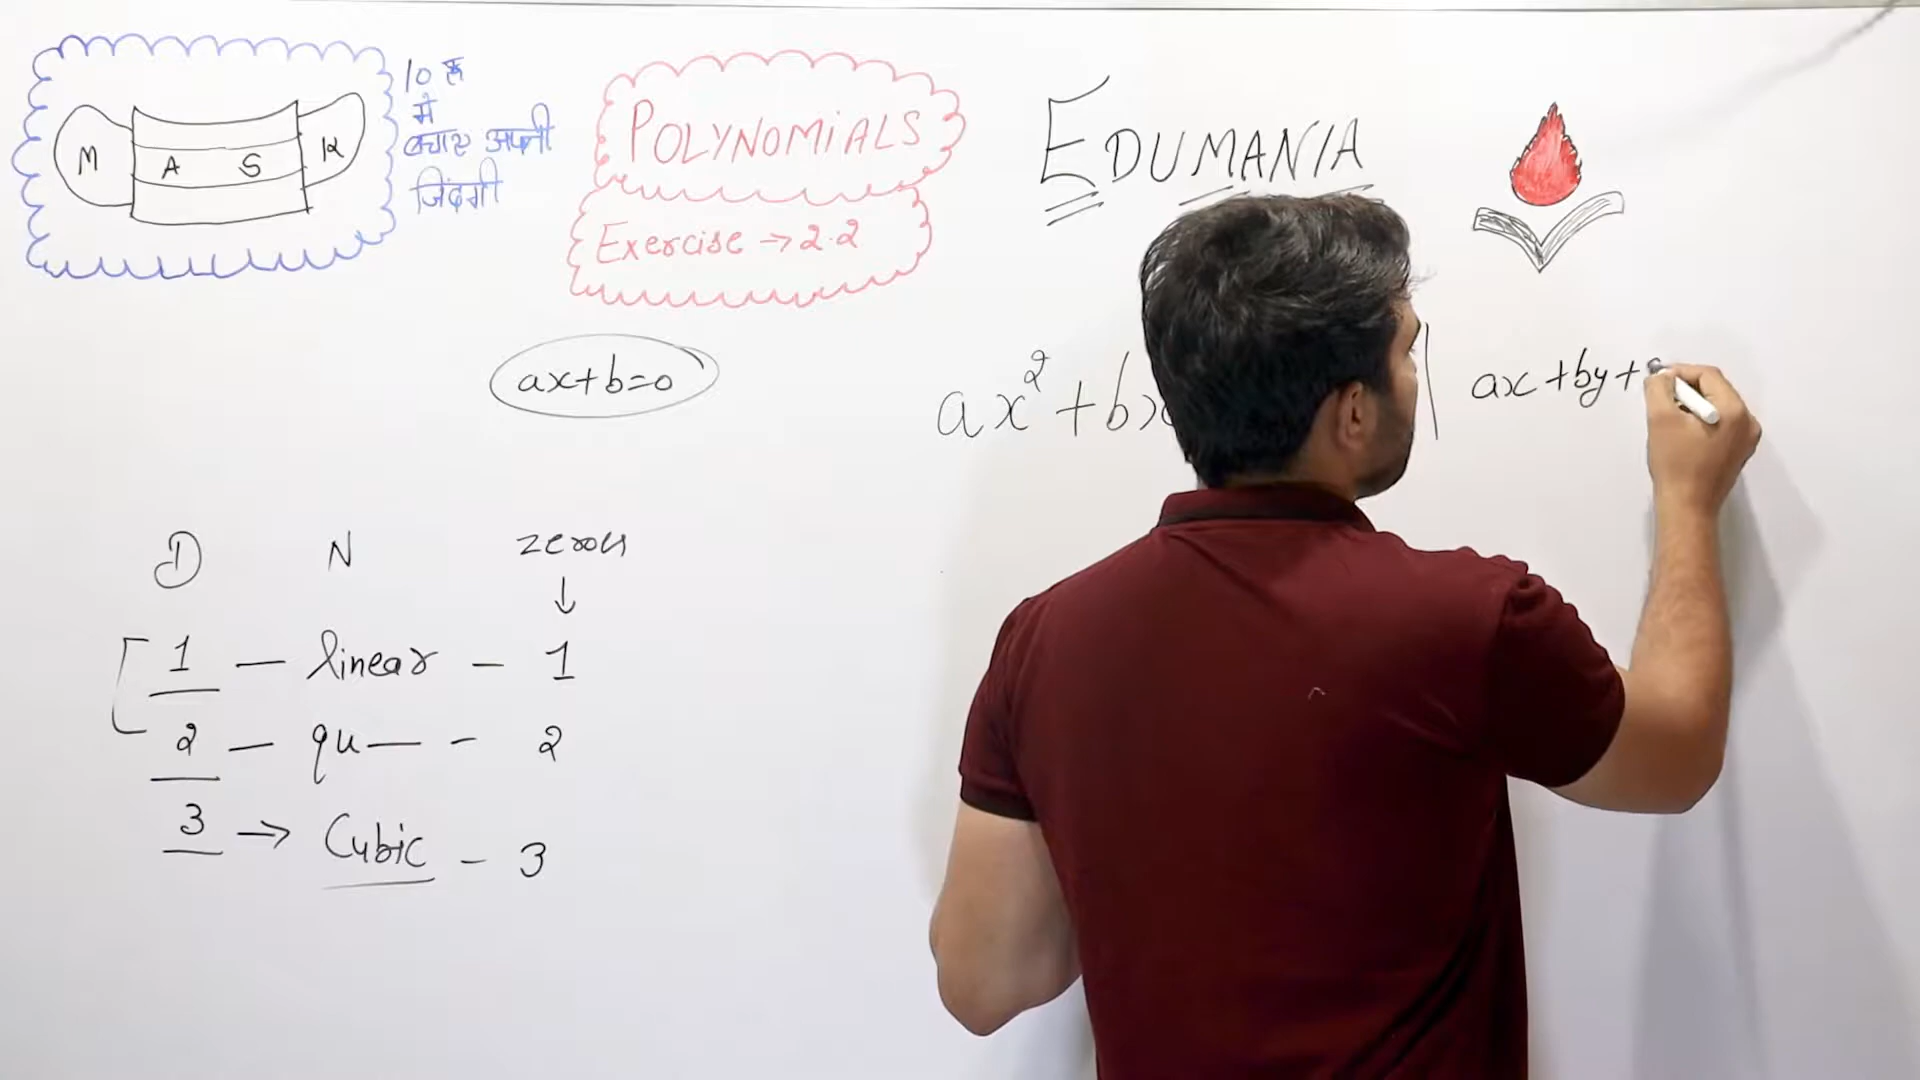 M A S K
10 रु
में
बचाए अपनी
जिंदगी
POLYNOMiALS
Exercise → 2.2
EDUMANIA
ax+b=0
ax² + bx
ax + by +
D N zeroes
↓
1 — linear – 1
2 — qu— - 2
3 → Cubic – 3